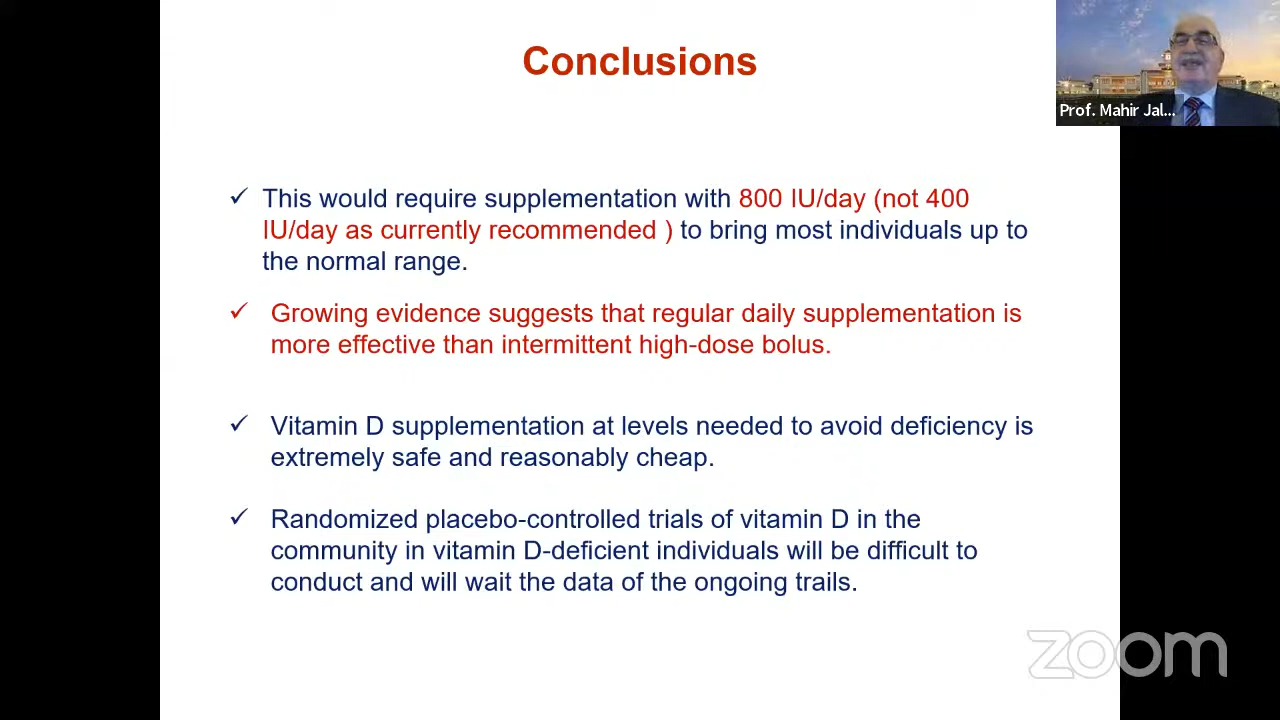 Conclusions
Prof. Mahir Jal...
✓ This would require supplementation with 800 IU/day (not 400
IU/day as currently recommended ) to bring most individuals up to
the normal range.
✓ Growing evidence suggests that regular daily supplementation is
more effective than intermittent high-dose bolus.
✓ Vitamin D supplementation at levels needed to avoid deficiency is
extremely safe and reasonably cheap.
✓ Randomized placebo-controlled trials of vitamin D in the
community in vitamin D-deficient individuals will be difficult to
conduct and will wait the data of the ongoing trails.
zoom